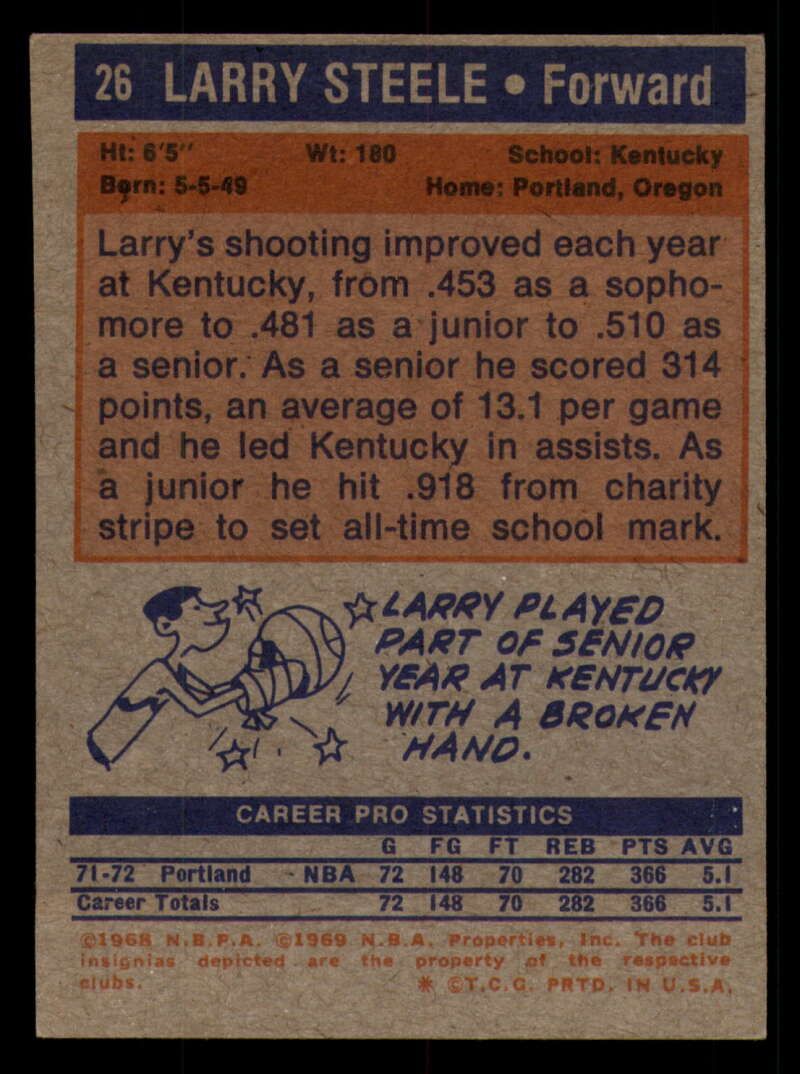 26 LARRY STEELE • Forward
Ht: 6'5" Wt: 180 School: Kentucky
Born: 5-5-49 Home: Portland, Oregon
Larry's shooting improved each year
at Kentucky, from .453 as a sopho-
more to .481 as a junior to .510 as
a senior. As a senior he scored 314
points, an average of 13.1 per game
and he led Kentucky in assists. As
a junior he hit .918 from charity
stripe to set all-time school mark.
LARRY PLAYED
PART OF SENIOR
YEAR AT KENTUCKY
WITH A BROKEN
HAND.
CAREER PRO STATISTICS
G FG FT REB PTS AVG
71-72 Portland - NBA 72 148 70 282 366 5.1
Career Totals 72 148 70 282 366 5.1
©1968 N.B.P.A. ©1969 N.B.A. Properties, Inc. The club
insignias depicted are the property of the respective
clubs. * ©T.C.G. PRTD. IN U.S.A.